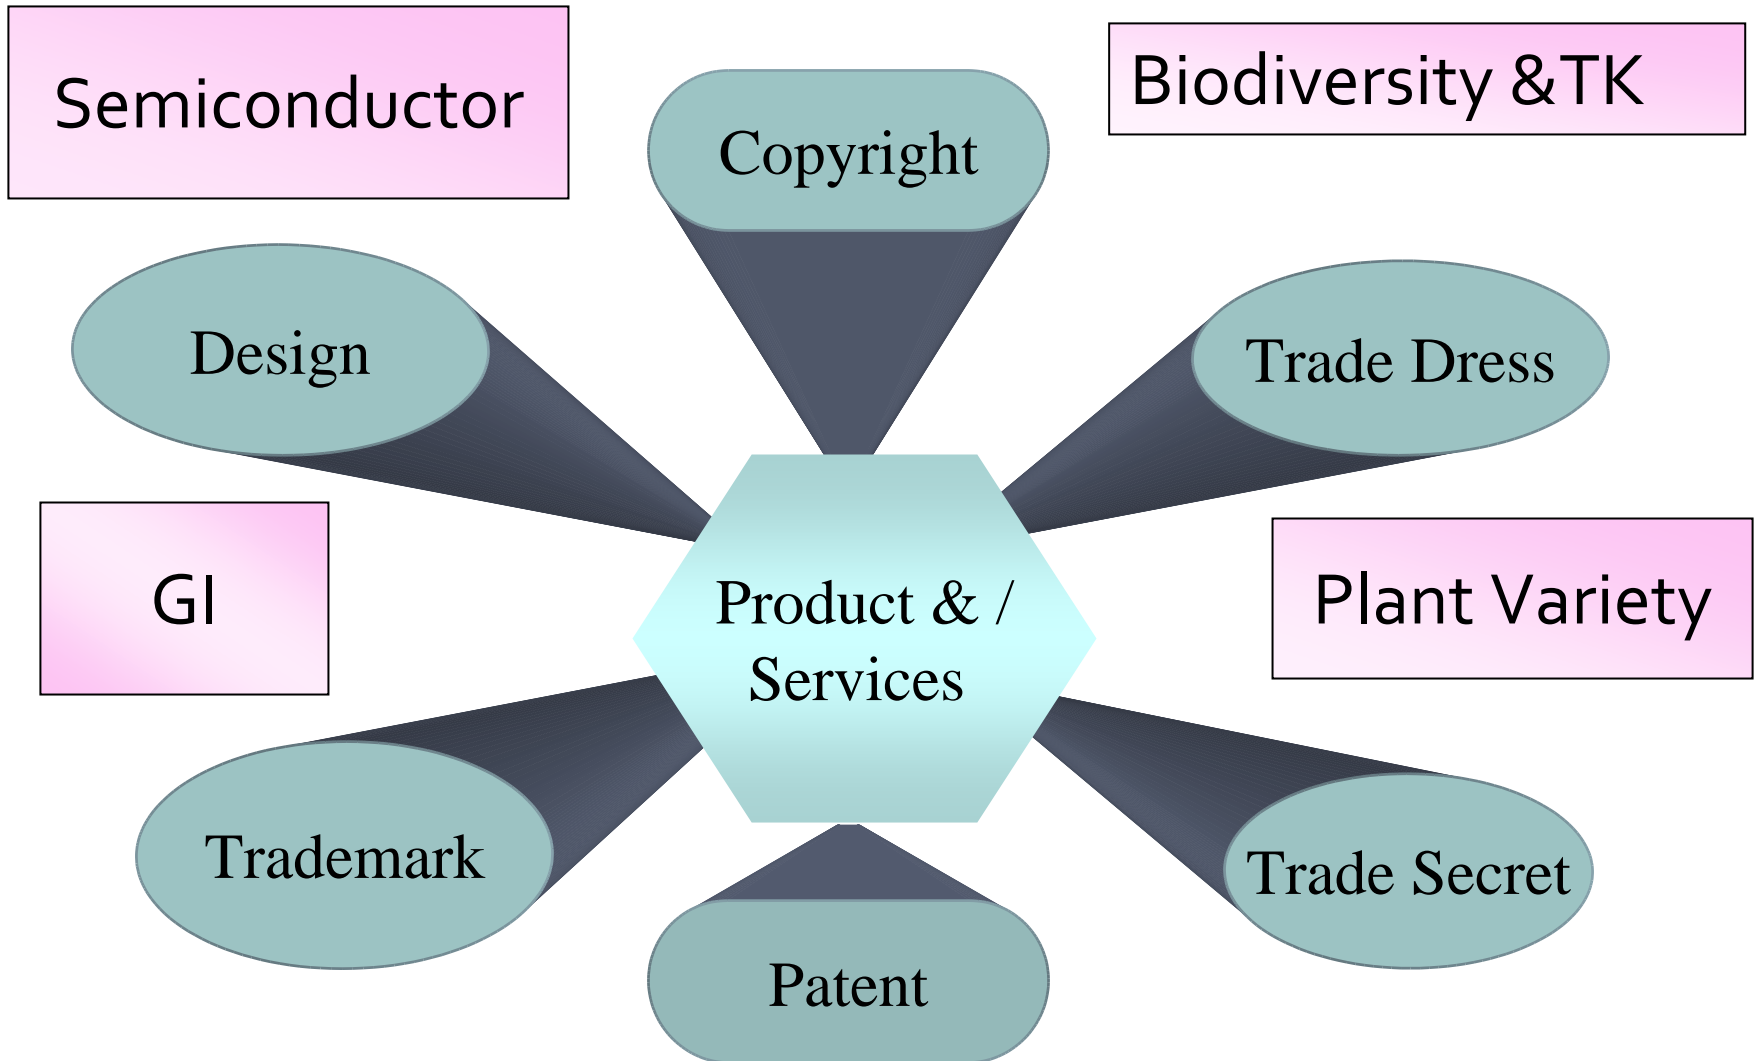 Semiconductor
Biodiversity &TK
Copyright
Design
Trade Dress
GI
Product & /
Services
Plant Variety
Trademark
Trade Secret
Patent